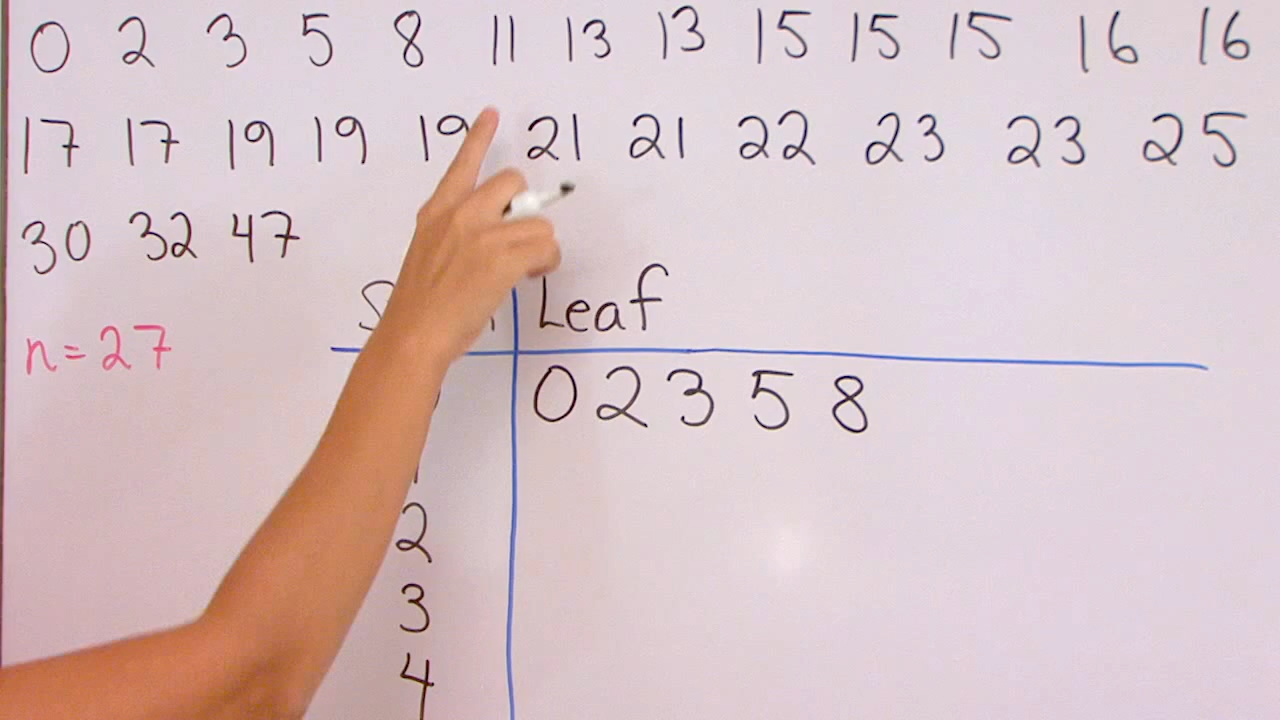 0 2 3 5 8 11 13 13 15 15 15 16 16
17 17 19 19 19 21 21 22 23 23 25
30 32 47
n=27
Leaf
0 2 3 5 8
2
3
4